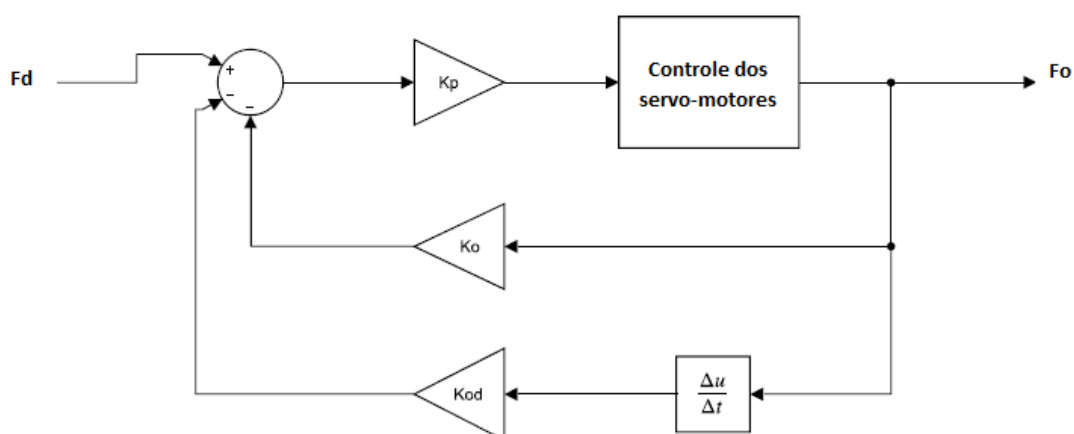 Fd
+
−
−
Kp
Controle dos
servo-motores
Fo
Ko
Kod
Δu
Δt